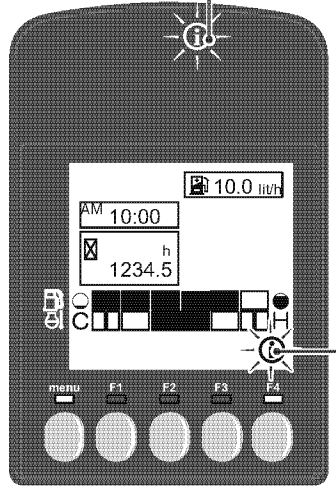 i
10.0 lit/h
AM 10:00
h
1234.5
C H
i
menu F1 F2 F3 F4